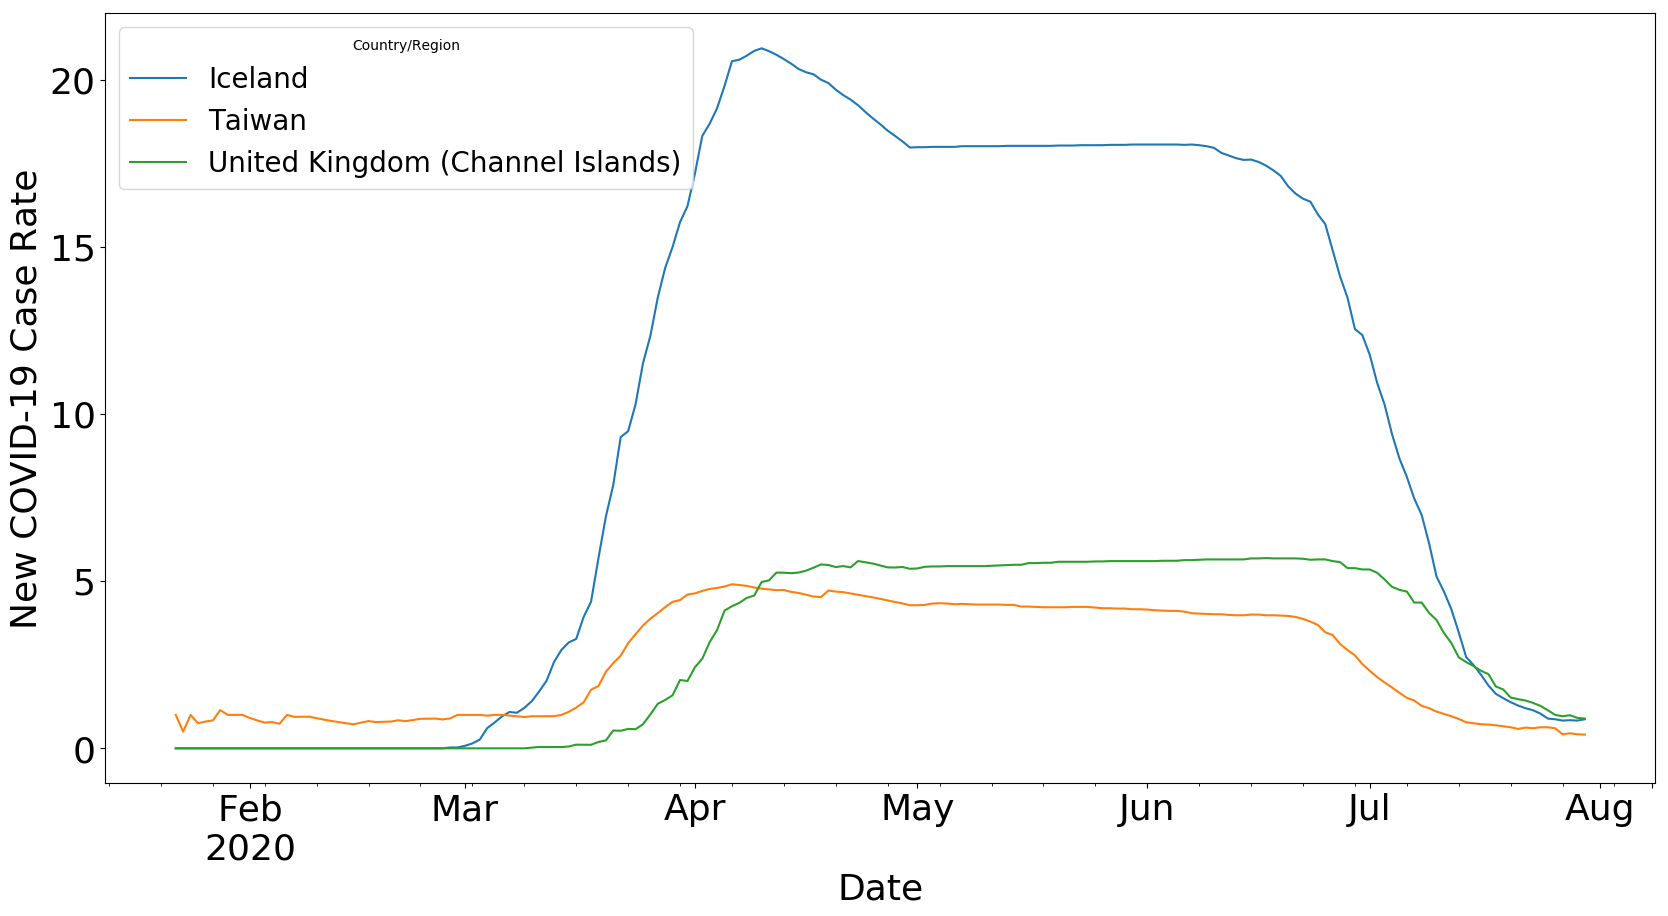 Country/Region
Iceland
Taiwan
United Kingdom (Channel Islands)
New COVID-19 Case Rate
20
15
10
5
0
Feb Mar Apr May Jun Jul Aug
2020
Date